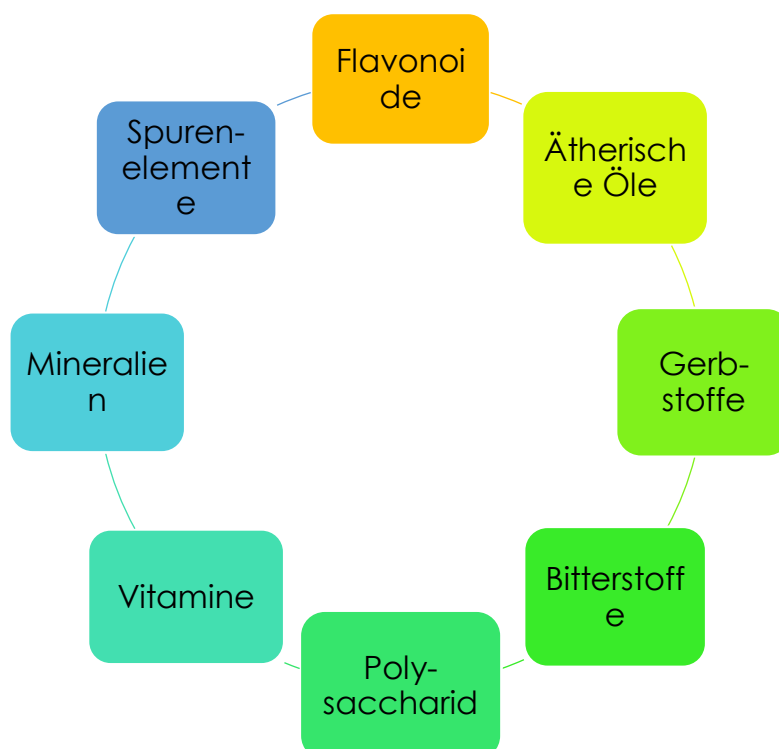 Flavonoi
de
Ätherisch
e Öle
Gerb-
stoffe
Bitterstoff
e
Poly-
saccharid
Vitamine
Mineralie
n
Spuren-
element
e